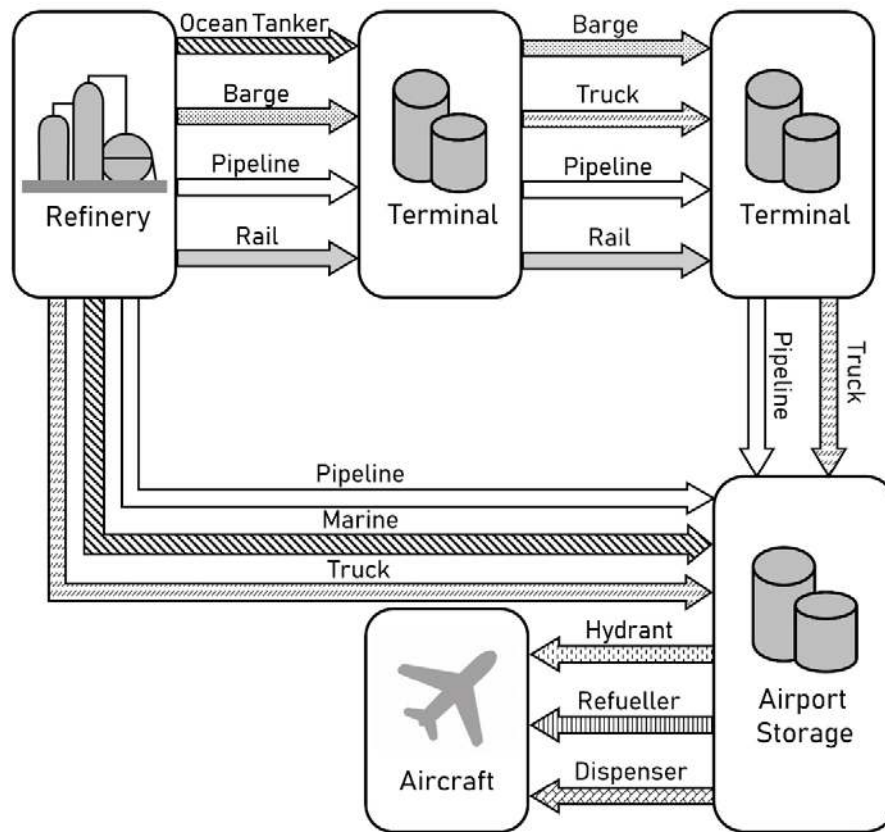 Ocean Tanker
Barge
Pipeline
Rail
Refinery
Terminal
Barge
Truck
Pipeline
Rail
Terminal
Pipeline
Truck
Pipeline
Marine
Truck
Hydrant
Refueller
Dispenser
Aircraft
Airport
Storage